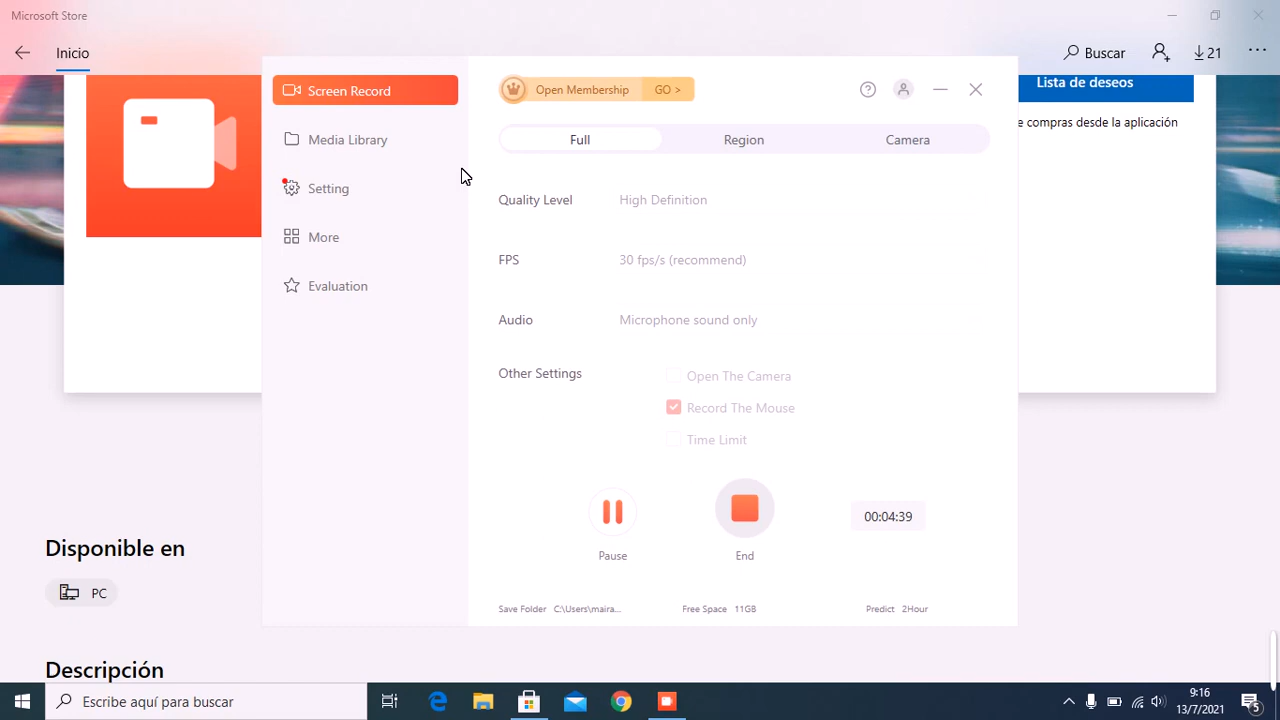 Microsoft Store
Inicio
Buscar
21
Lista de deseos
e compras desde la aplicación
Screen Record
Media Library
Setting
More
Evaluation
Open Membership
GO >
Full
Region
Camera
Quality Level
High Definition
FPS
30 fps/s (recommend)
Audio
Microphone sound only
Other Settings
Open The Camera
Record The Mouse
Time Limit
00:04:39
Pause
End
Save Folder C:\Users\maira...
Free Space 11GB
Predict 2Hour
Disponible en
PC
Descripción
Escribe aquí para buscar
9:16
13/7/2021
5